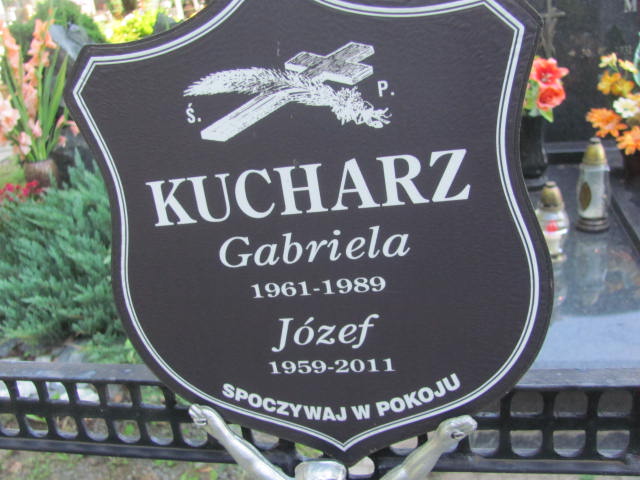 Ś. P.
KUCHARZ
Gabriela
1961-1989
Józef
1959-2011
SPOCZYWAJ W POKOJU